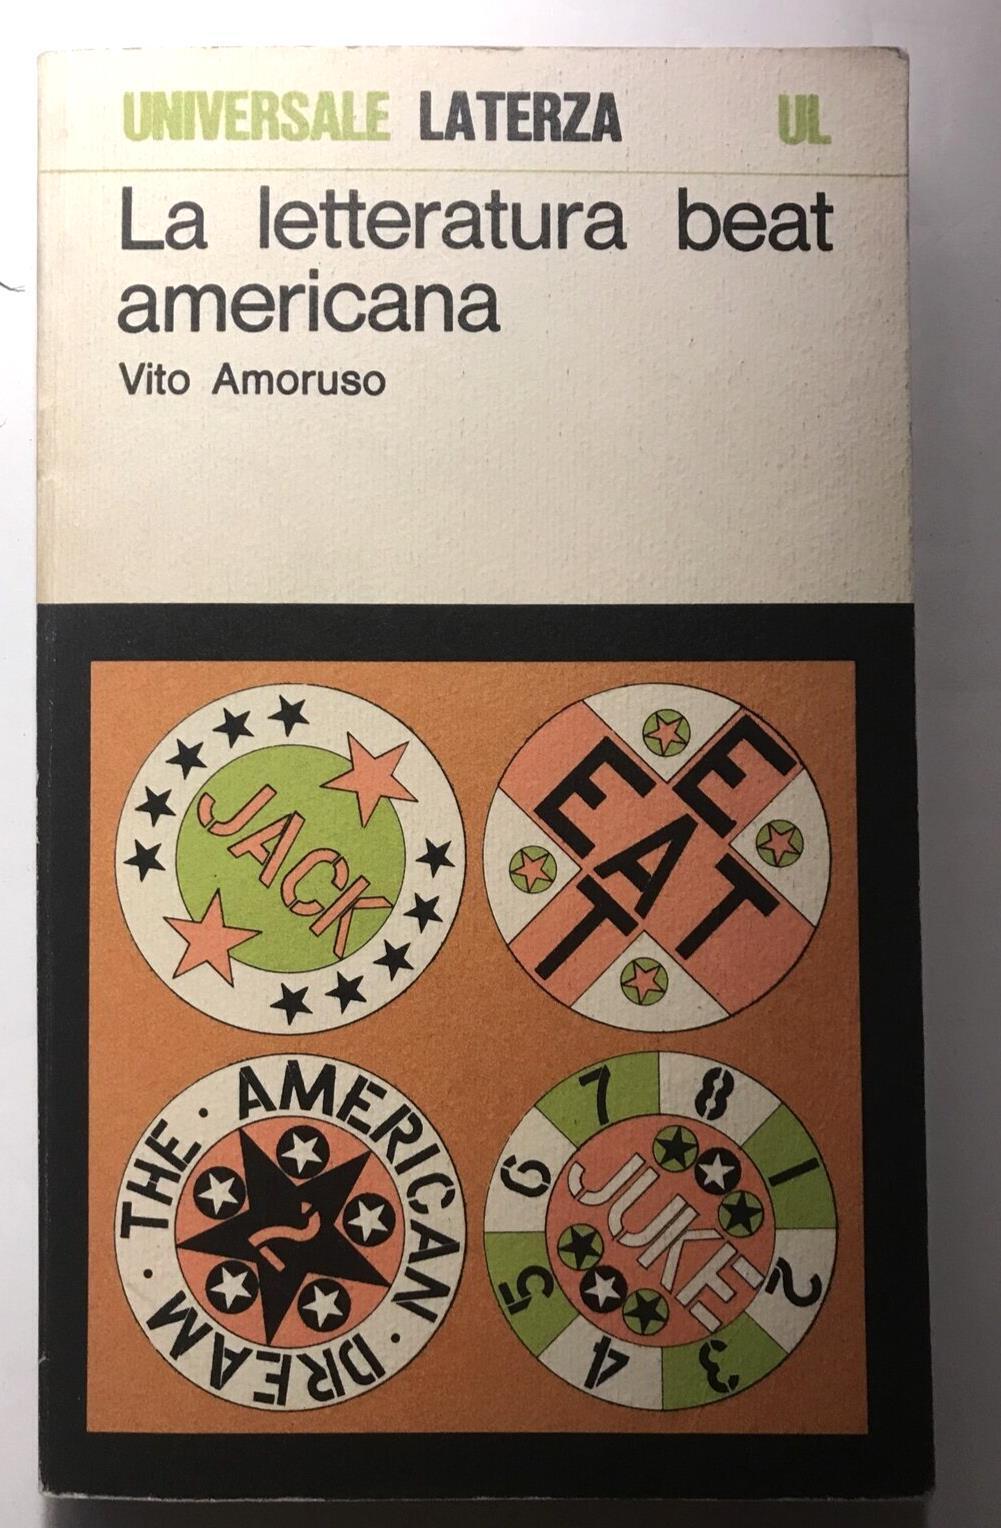 UNIVERSALE LATERZA UL
La letteratura beat
americana
Vito Amoruso
JACK
EAT
EAT
THE · AMERICAN · DREAM ·
7 8 1 2 3 4 5 6
JUKE